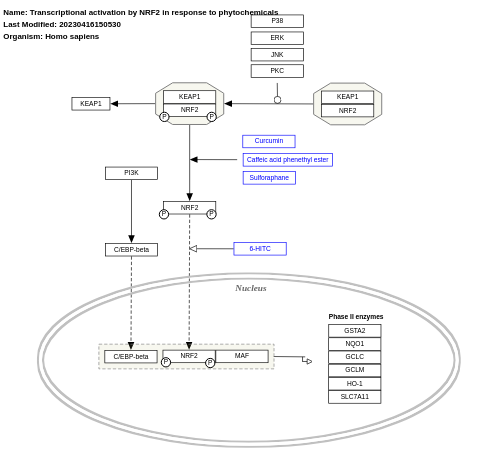 Name: Transcriptional activation by NRF2 in response to phytochemicals
Last Modified: 20230416150530
Organism: Homo sapiens
P38
ERK
JNK
PKC
KEAP1
KEAP1
NRF2
P
P
KEAP1
NRF2
Curcumin
Caffeic acid phenethyl ester
Sulforaphane
PI3K
NRF2
P
P
C/EBP-beta
6-HITC
Nucleus
Phase II enzymes
GSTA2
NQO1
GCLC
GCLM
HO-1
SLC7A11
C/EBP-beta
NRF2
MAF
P
P